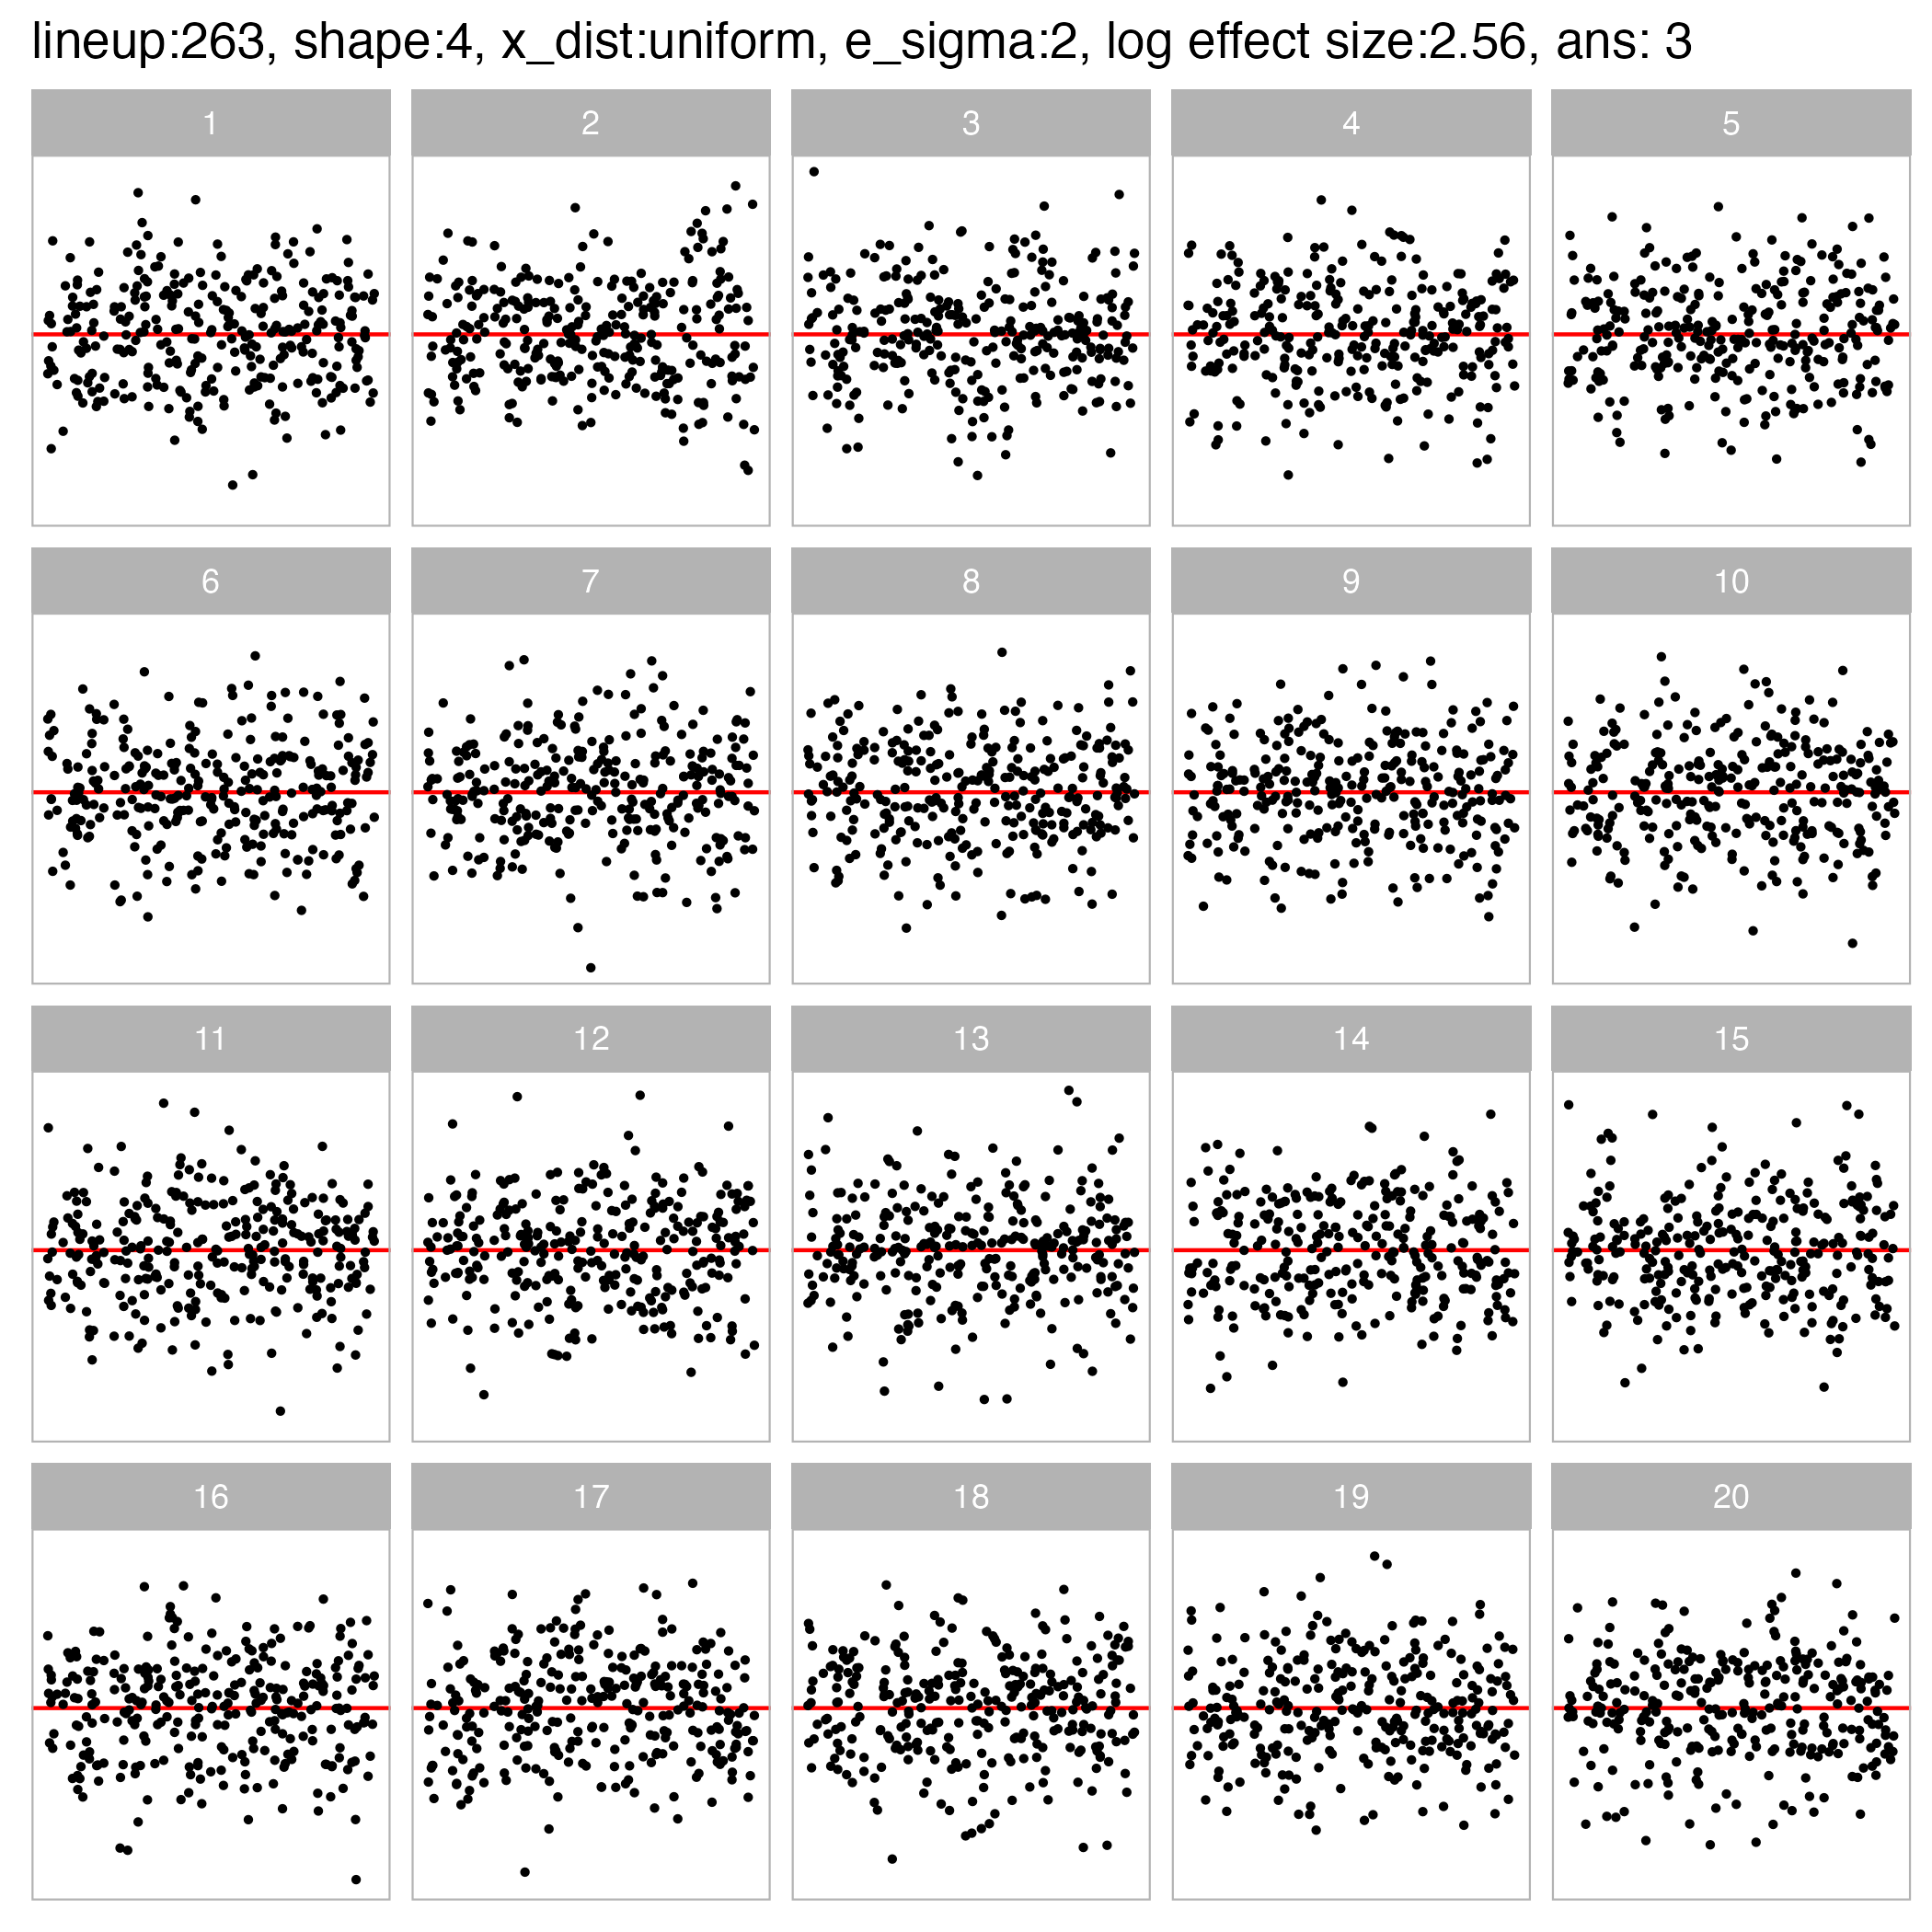 lineup:263, shape:4, x_dist:uniform, e_sigma:2, log effect size:2.56, ans: 3
1 2 3 4 5
6 7 8 9 10
11 12 13 14 15
16 17 18 19 20